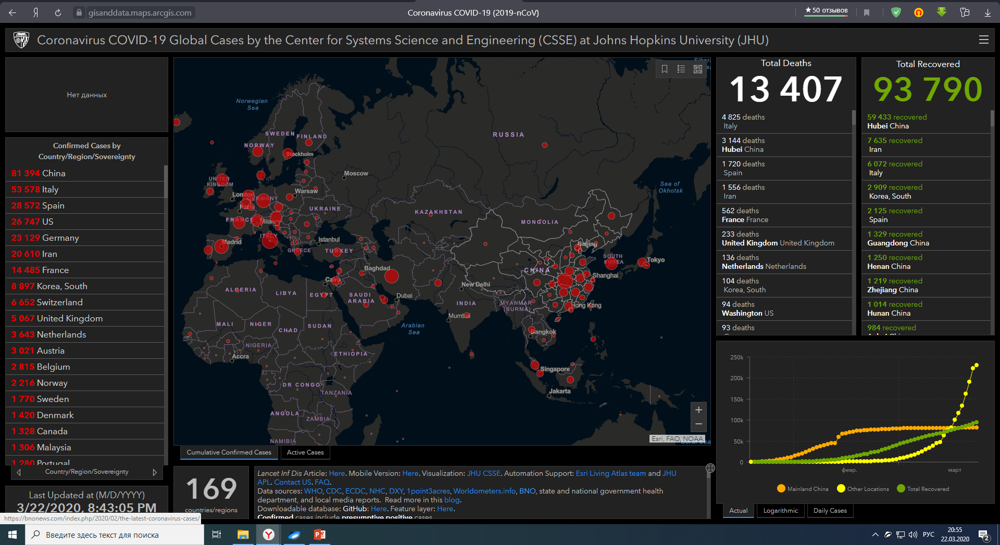 gisanddata.maps.arcgis.com
Coronavirus COVID-19 (2019-nCoV)
★50 отзывов
Coronavirus COVID-19 Global Cases by the Center for Systems Science and Engineering (CSSE) at Johns Hopkins University (JHU)
Нет данных
Confirmed Cases by
Country/Region/Sovereignty
81 394 China
53 578 Italy
28 572 Spain
26 747 US
23 129 Germany
20 610 Iran
14 485 France
8 897 Korea, South
6 652 Switzerland
5 067 United Kingdom
3 643 Netherlands
3 021 Austria
2 815 Belgium
2 216 Norway
1 770 Sweden
1 420 Denmark
1 328 Canada
1 306 Malaysia
1 280 Portugal
Country/Region/Sovereignty
Last Updated at (M/D/YYYY)
3/22/2020, 8:43:05 PM
Norwegian
Sea
SWEDEN
FINLAND
NORWAY
RUSSIA
Stockholm
Moscow
UNITED
KINGDOM
Sea of
Okhotsk
London
GERMANY
Warsaw
Paris
UKRAINE
KAZAKHSTAN
FRANCE
Milan
MONGOLIA
ITALY
Istanbul
Madrid
GREECE
TURKEY
Beijing
SOUTH
KOREA
Tokyo
Baghdad
CHINA
Shanghai
Cairo
New Delhi
ALGERIA
LIBYA
EGYPT
SAUDI
ARABIA
Dubai
INDIA
MYANMAR
(BURMA)
Hong Kong
Mumbai
MALI
NIGER
CHAD
SUDAN
Arabian
Sea
Bangkok
NIGERIA
ETHIOPIA
Accra
Singapore
DR CONGO
TANZANIA
Jakarta
ANGOLA
ZAMBIA
NAMIBIA
Coral Sea
Esri, FAO, NOAA
Cumulative Confirmed Cases
Active Cases
169
countries/regions
Lancet Inf Dis Article: Here. Mobile Version: Here. Visualization: JHU CSSE. Automation Support: Esri Living Atlas team and JHU
API. Contact US. FAQ.
Data sources: WHO, CDC, ECDC, NHC, DXY, 1point3acres, Worldometers.info, BNO, state and national government health
department, and local media reports. Read more in this blog.
Downloadable database: GitHub: Here. Feature layer: Here.
Confirmed cases include presumptive positive cases
Total Deaths
13 407
4 825 deaths
Italy
3 144 deaths
Hubei China
1 720 deaths
Spain
1 556 deaths
Iran
562 deaths
France France
233 deaths
United Kingdom United Kingdom
136 deaths
Netherlands Netherlands
104 deaths
Korea, South
94 deaths
Washington US
93 deaths
Total Recovered
93 790
59 433 recovered
Hubei China
7 635 recovered
Iran
6 072 recovered
Italy
2 909 recovered
Korea, South
2 125 recovered
Spain
1 329 recovered
Guangdong China
1 250 recovered
Henan China
1 219 recovered
Zhejiang China
1 014 recovered
Hunan China
984 recovered
250k
200k
150k
100k
50k
0
февр.
март
Mainland China
Other Locations
Total Recovered
Actual
Logarithmic
Daily Cases
https://bnonews.com/index.php/2020/02/the-latest-coronavirus-cases/
Введите здесь текст для поиска
РУС
20:55
22.03.2020
2